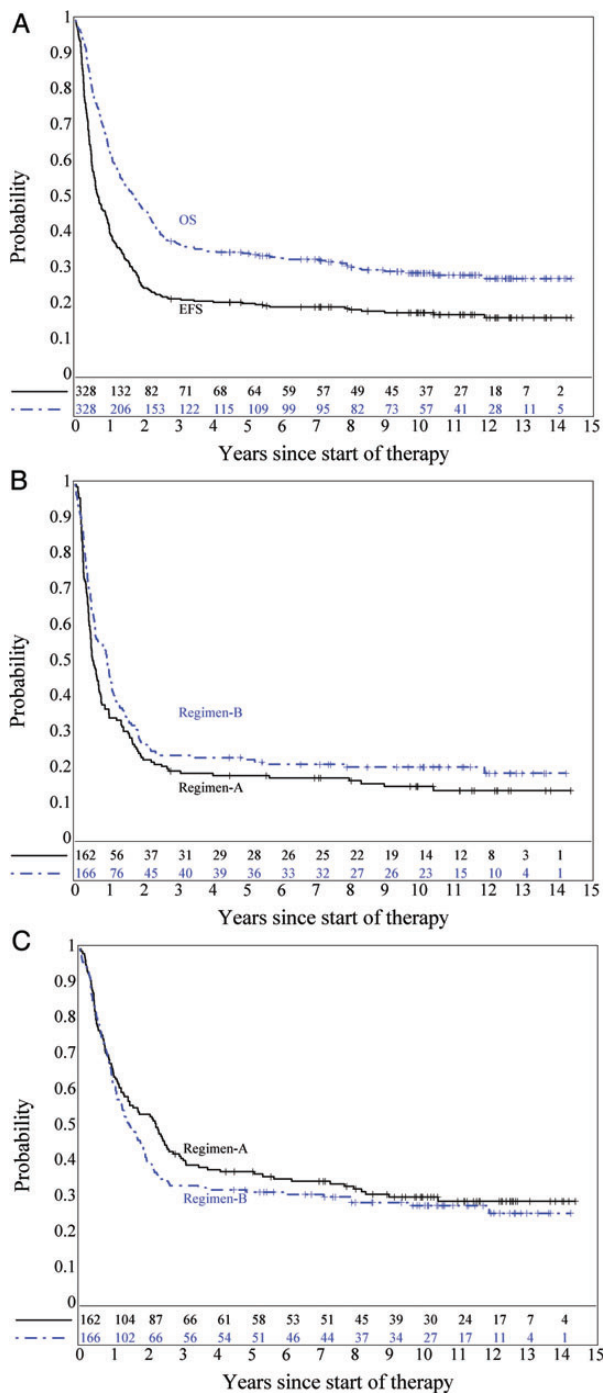 A
1
0.9
0.8
0.7
0.6
0.5
0.4
0.3
0.2
0.1
0
Probability
OS
EFS
328 132 82 71 68 64 59 57 49 45 37 27 18 7 2
328 206 153 122 115 109 99 95 82 73 57 41 28 11 5
0 1 2 3 4 5 6 7 8 9 10 11 12 13 14 15
Years since start of therapy
B
1
0.9
0.8
0.7
0.6
0.5
0.4
0.3
0.2
0.1
0
Probability
Regimen-B
Regimen-A
162 56 37 31 29 28 26 25 22 19 14 12 8 3 1
166 76 45 40 39 36 33 32 27 26 23 15 10 4 1
0 1 2 3 4 5 6 7 8 9 10 11 12 13 14 15
Years since start of therapy
C
1
0.9
0.8
0.7
0.6
0.5
0.4
0.3
0.2
0.1
0
Probability
Regimen-A
Regimen-B
162 104 87 66 61 58 53 51 45 39 30 24 17 7 4
166 102 66 56 54 51 46 44 37 34 27 17 11 4 1
0 1 2 3 4 5 6 7 8 9 10 11 12 13 14 15
Years since start of therapy